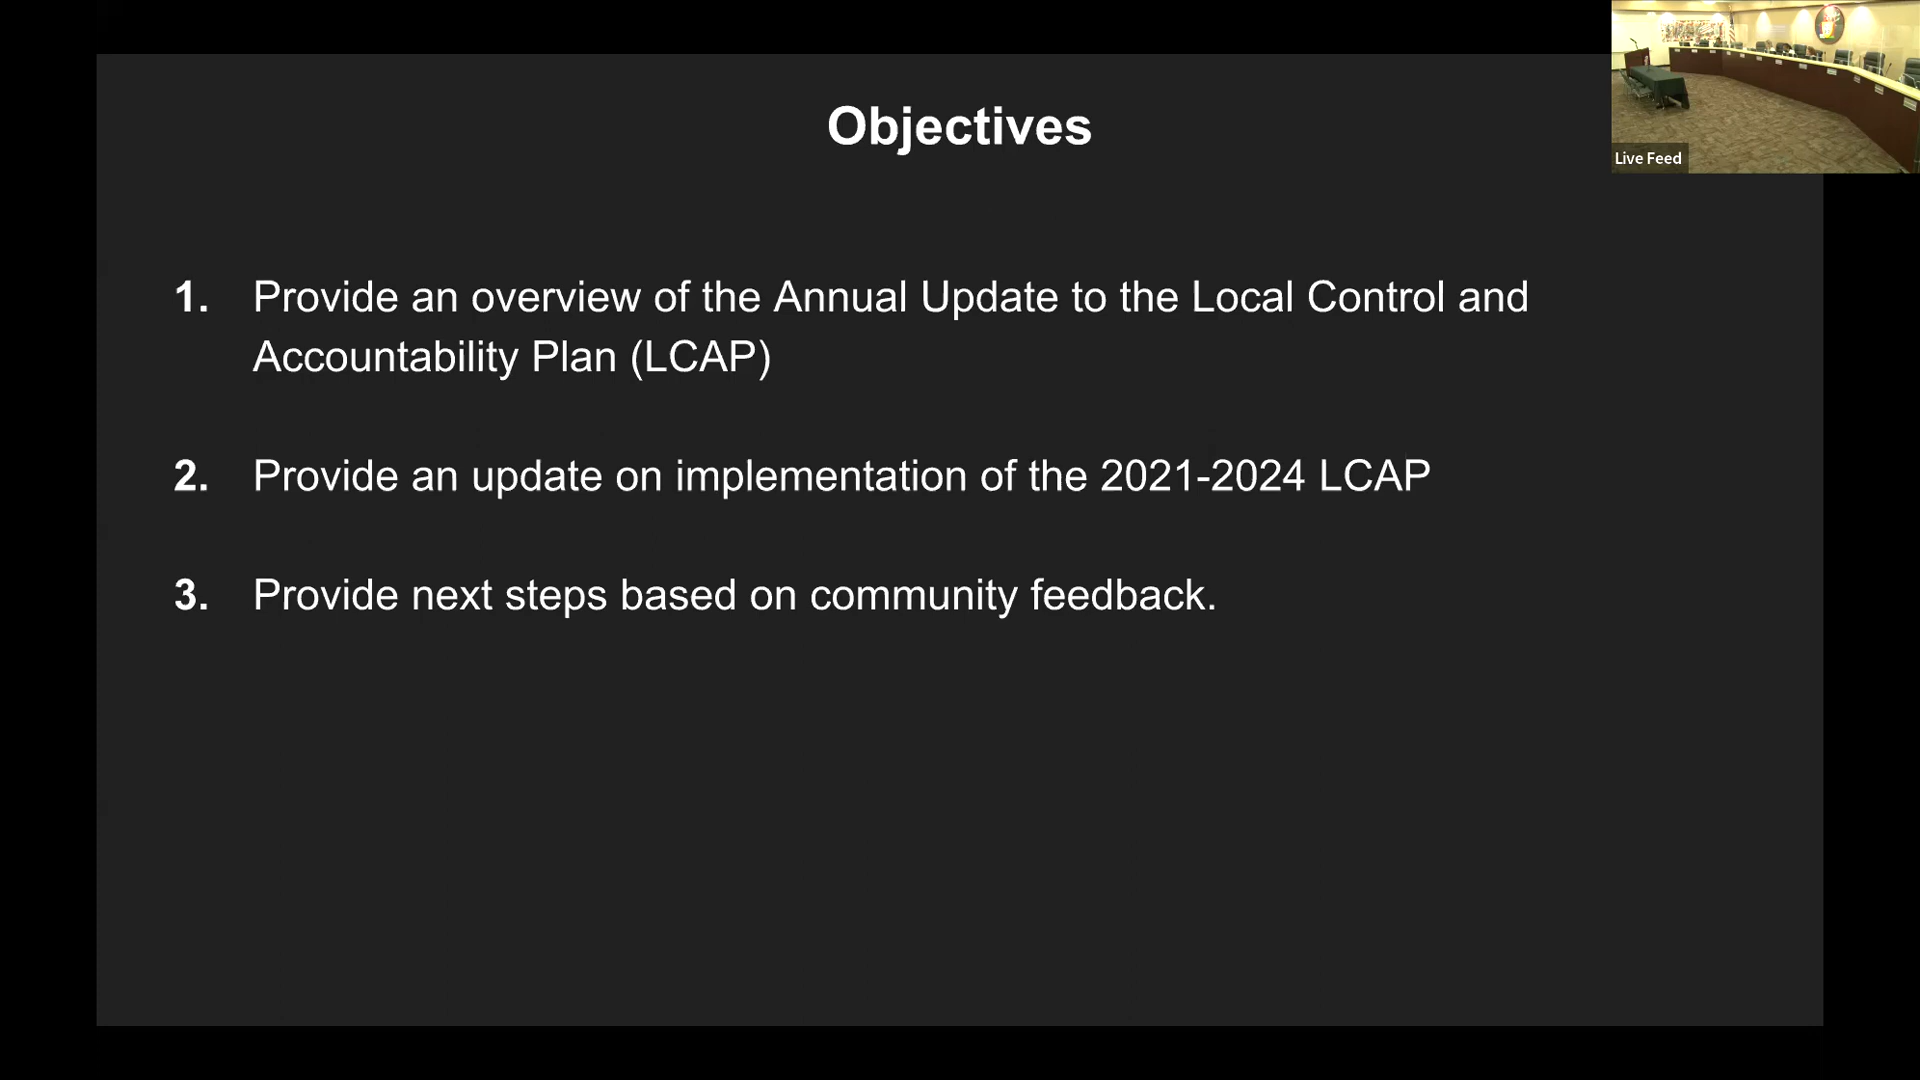 Objectives
1. Provide an overview of the Annual Update to the Local Control and
Accountability Plan (LCAP)
2. Provide an update on implementation of the 2021-2024 LCAP
3. Provide next steps based on community feedback.
Live Feed